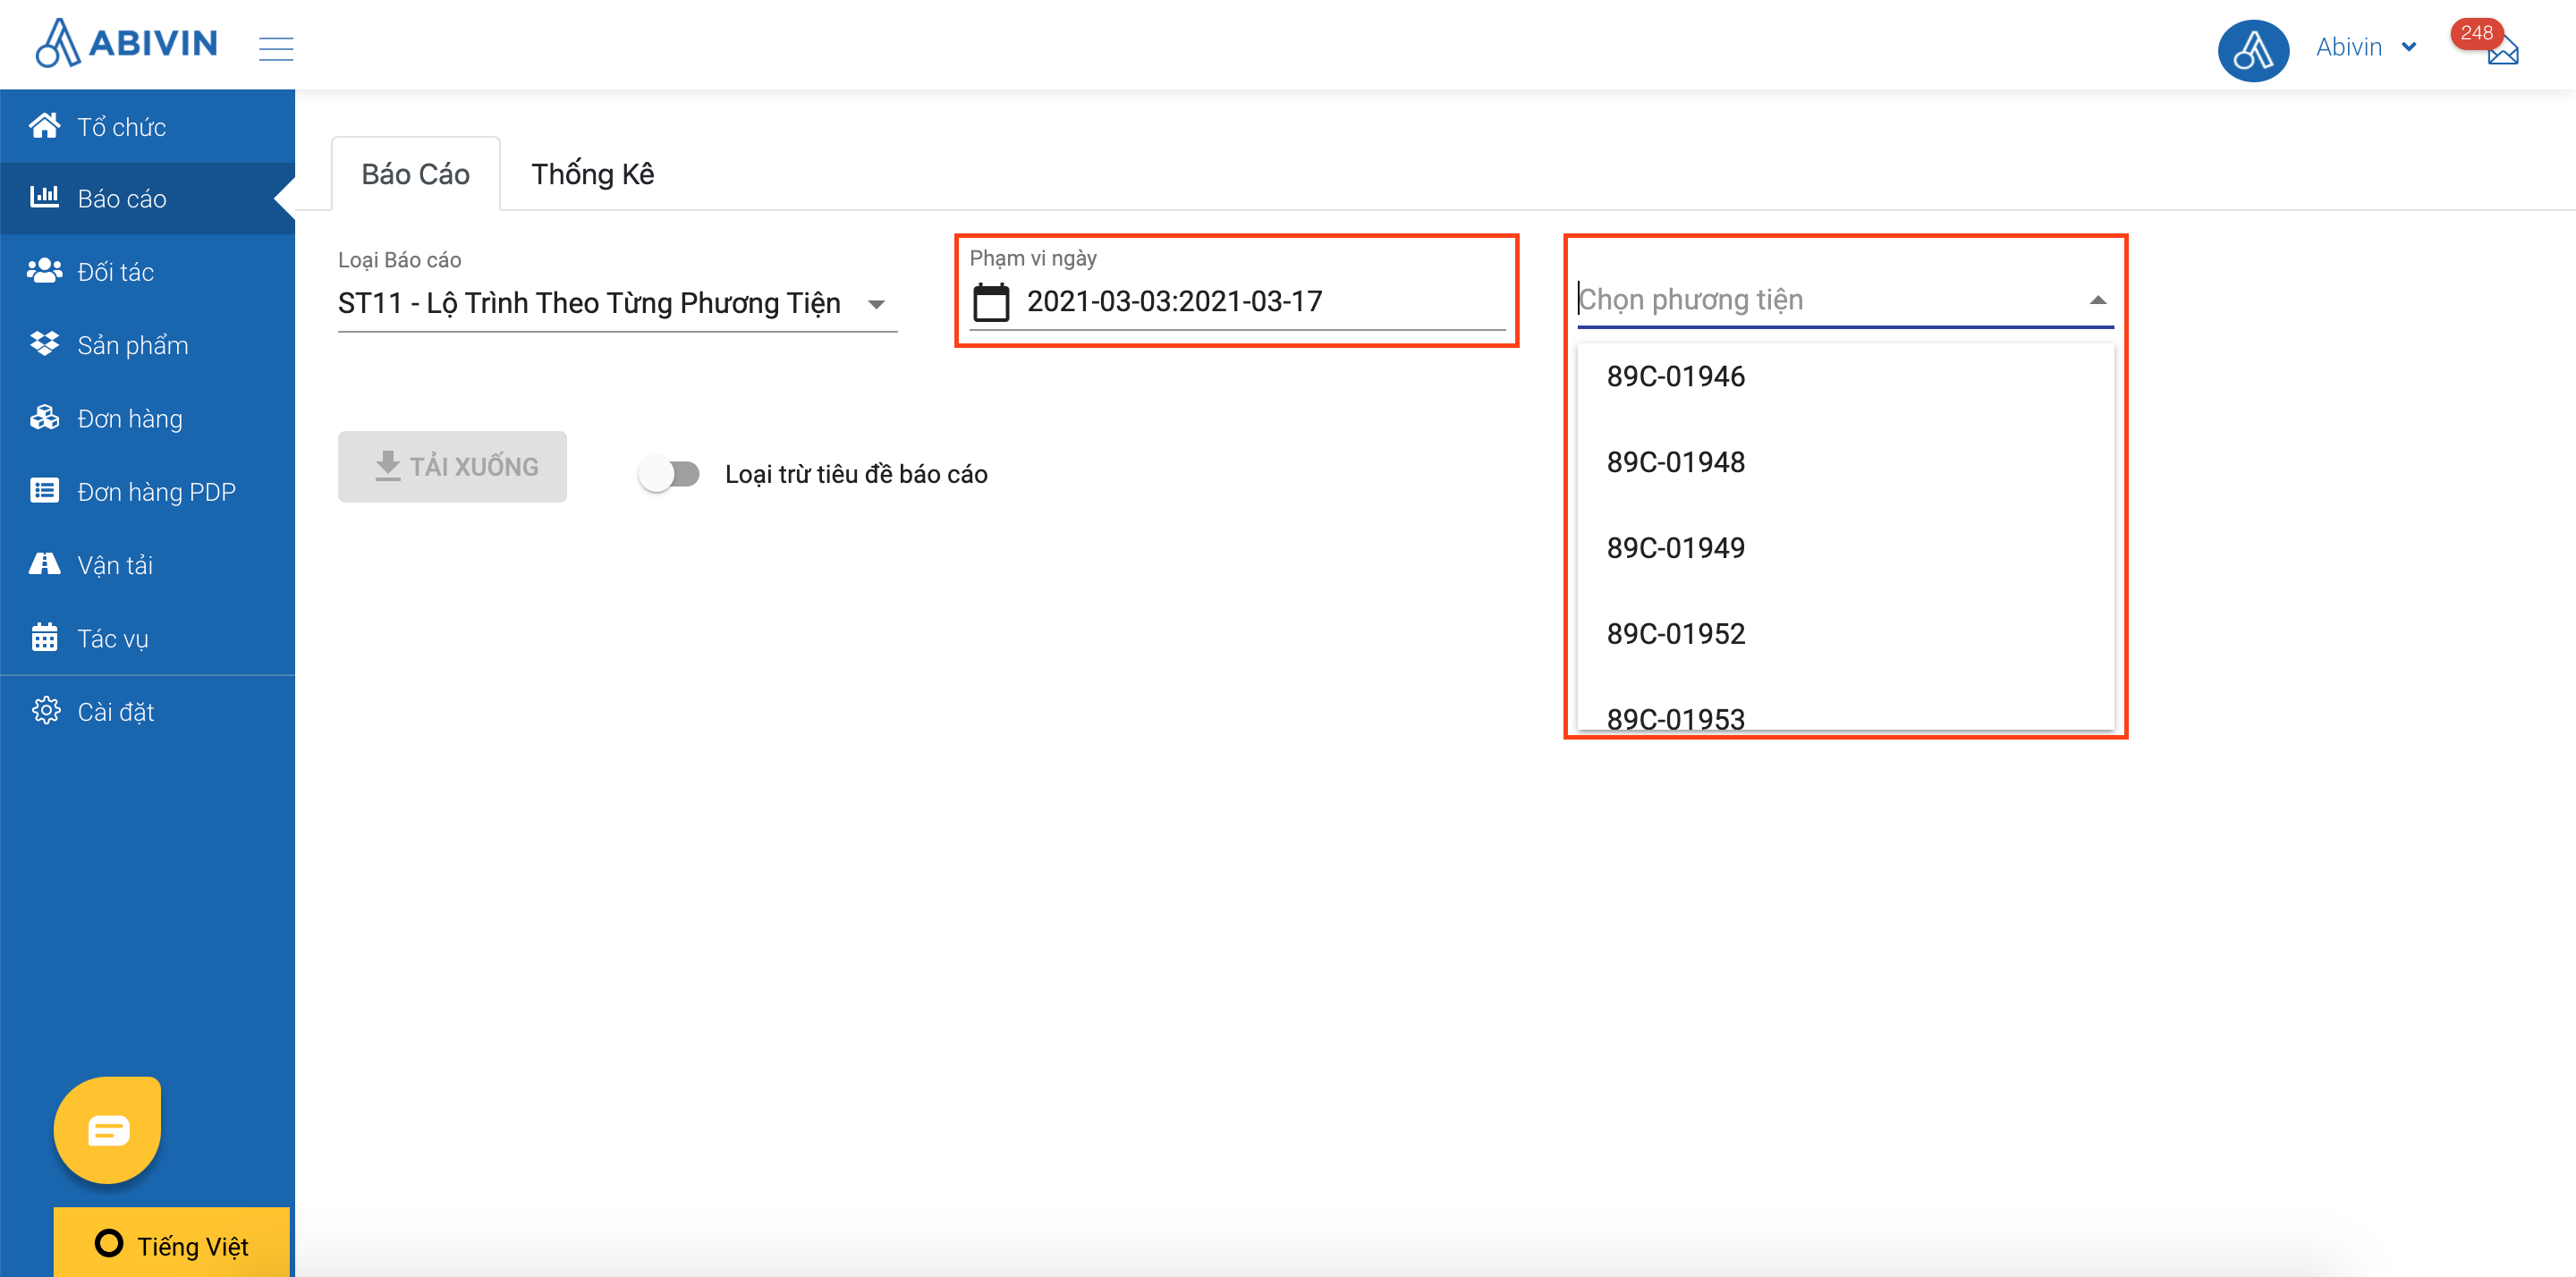 ABIVIN
Abivin
248
Tổ chức
Báo cáo
Đối tác
Sản phẩm
Đơn hàng
Đơn hàng PDP
Vận tải
Tác vụ
Cài đặt
Tiếng Việt
Báo Cáo
Thống Kê
Loại Báo cáo
ST11 - Lộ Trình Theo Từng Phương Tiện
Phạm vi ngày
2021-03-03:2021-03-17
Chọn phương tiện
89C-01946
89C-01948
89C-01949
89C-01952
89C-01953
TẢI XUỐNG
Loại trừ tiêu đề báo cáo